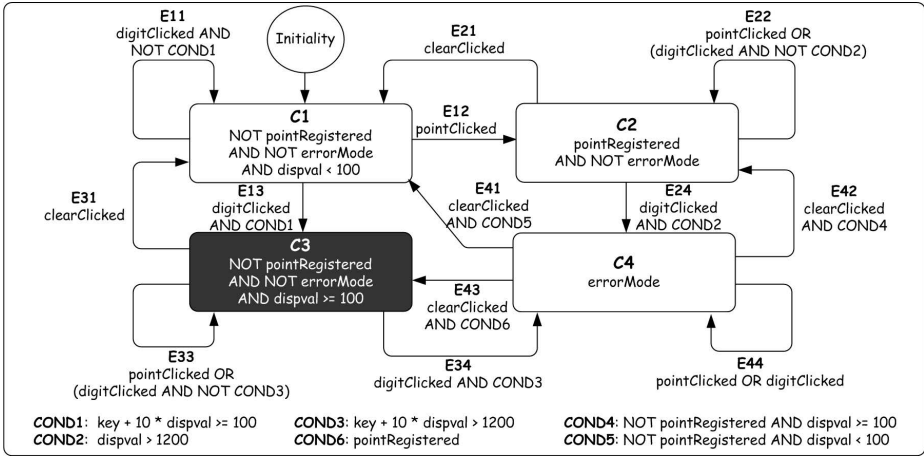 E11
digitClicked AND
NOT COND1
Initiality
E21
clearClicked
E22
pointClicked OR
(digitClicked AND NOT COND2)
C1
NOT pointRegistered
AND NOT errorMode
AND dispval < 100
E12
pointClicked
C2
pointRegistered
AND NOT errorMode
E31
clearClicked
E13
digitClicked
AND COND1
E41
clearClicked
AND COND5
E24
digitClicked
AND COND2
E42
clearClicked
AND COND4
C3
NOT pointRegistered
AND NOT errorMode
AND dispval >= 100
C4
errorMode
E43
clearClicked
AND COND6
E33
pointClicked OR
(digitClicked AND NOT COND3)
E34
digitClicked AND COND3
E44
pointClicked OR digitClicked
COND1: key + 10 * dispval >= 100
COND3: key + 10 * dispval > 1200
COND4: NOT pointRegistered AND dispval >= 100
COND2: dispval > 1200
COND6: pointRegistered
COND5: NOT pointRegistered AND dispval < 100